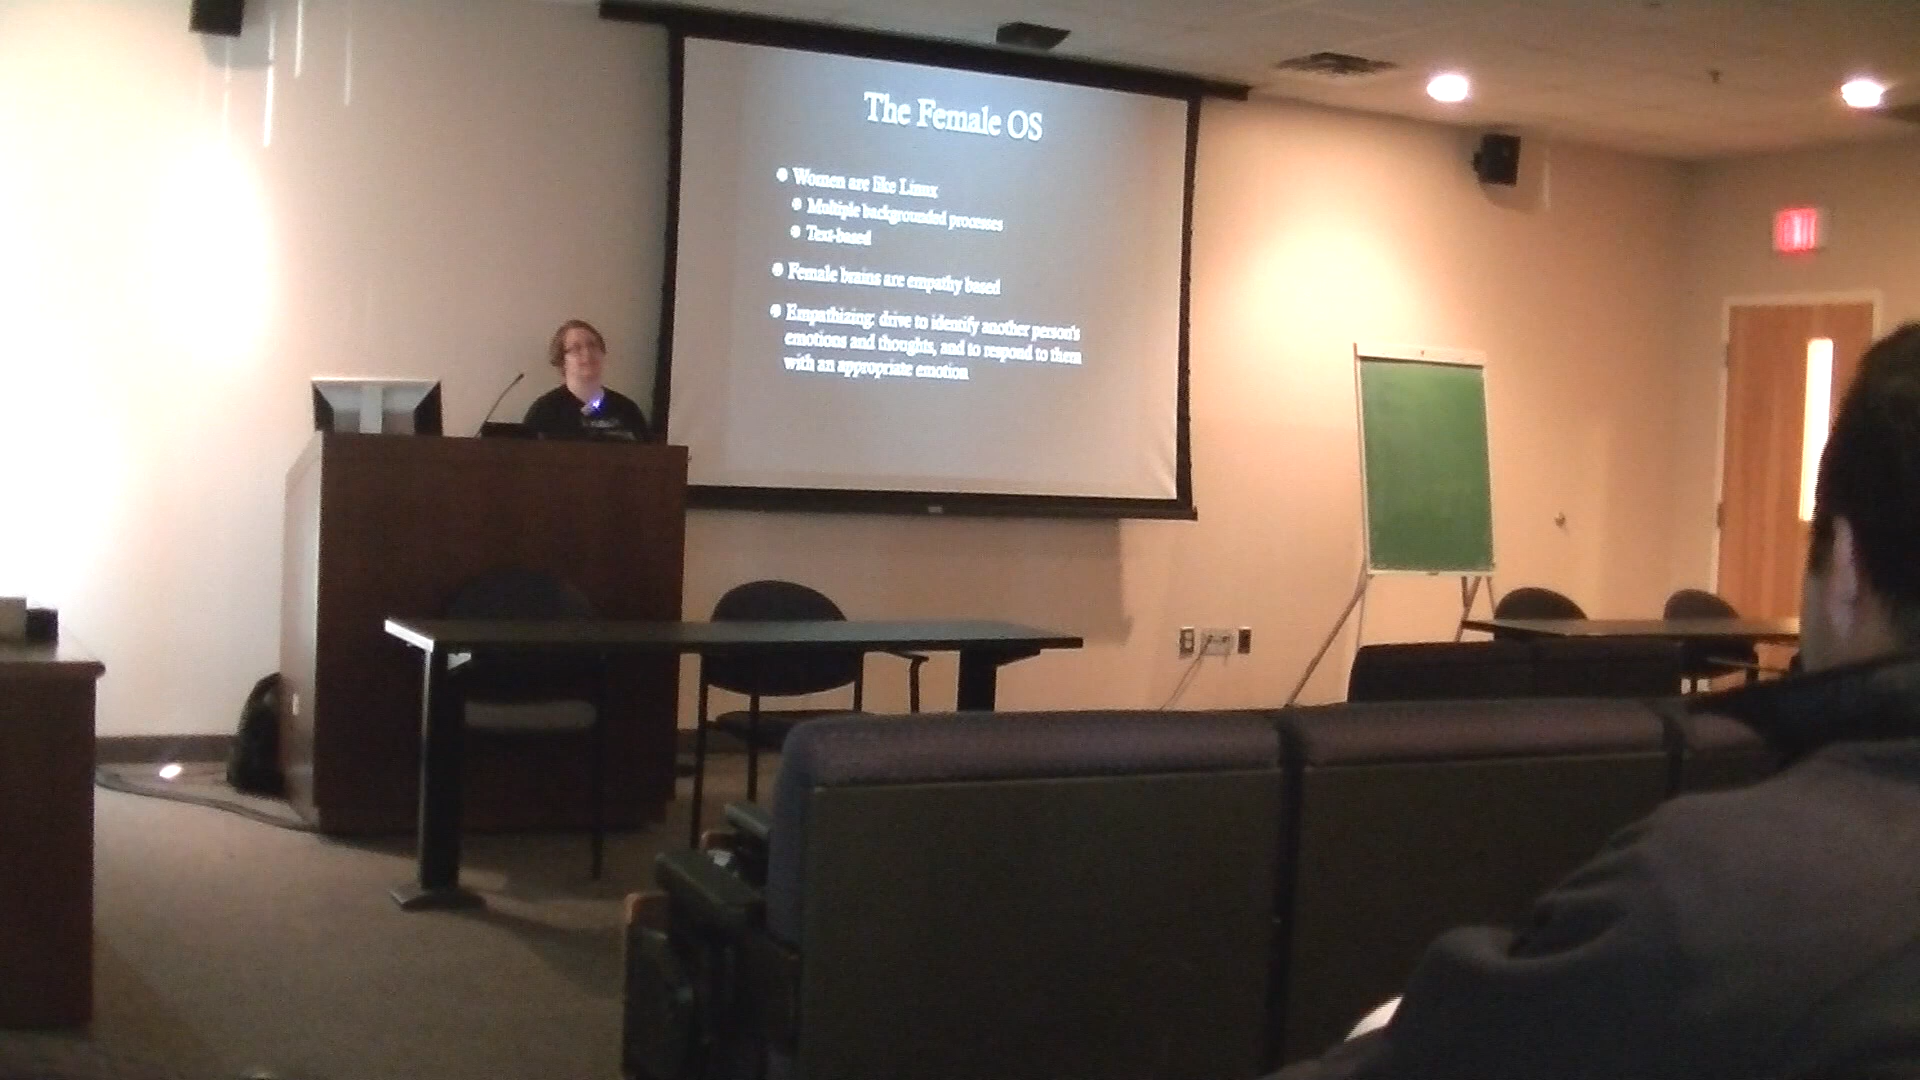 The Female OS
Women are like Linux
Multiple backgrounded processes
Text-based
Female brains are empathy based
Empathizing: drive to identify another person's
emotions and thoughts, and to respond to them
with an appropriate emotion